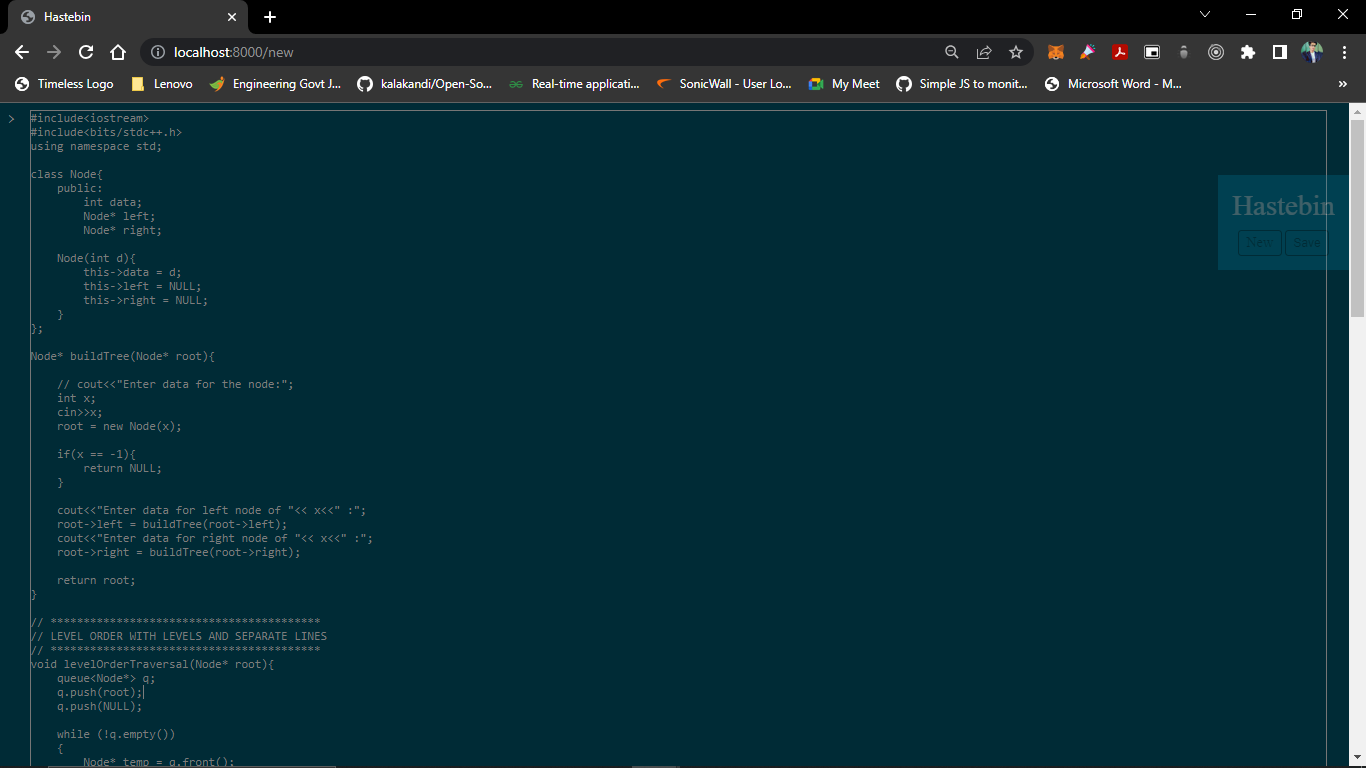 Hastebin
localhost:8000/new
Timeless Logo
Lenovo
Engineering Govt J...
kalakandi/Open-So...
Real-time applicati...
SonicWall - User Lo...
My Meet
Simple JS to monit...
Microsoft Word - M...
»
>
#include<iostream>
#include<bits/stdc++.h>
using namespace std;
class Node{
    public:
        int data;
        Node* left;
        Node* right;
    Node(int d){
        this->data = d;
        this->left = NULL;
        this->right = NULL;
    }
};
Node* buildTree(Node* root){
    // cout<<"Enter data for the node:";
    int x;
    cin>>x;
    root = new Node(x);
    if(x == -1){
        return NULL;
    }
    cout<<"Enter data for left node of "<< x<<" :";
    root->left = buildTree(root->left);
    cout<<"Enter data for right node of "<< x<<" :";
    root->right = buildTree(root->right);
    return root;
}
// *****************************************
// LEVEL ORDER WITH LEVELS AND SEPARATE LINES
// *****************************************
void levelOrderTraversal(Node* root){
    queue<Node*> q;
    q.push(root);
    q.push(NULL);
    while (!q.empty())
    {
        Node* temp = q.front();
Hastebin
New Save